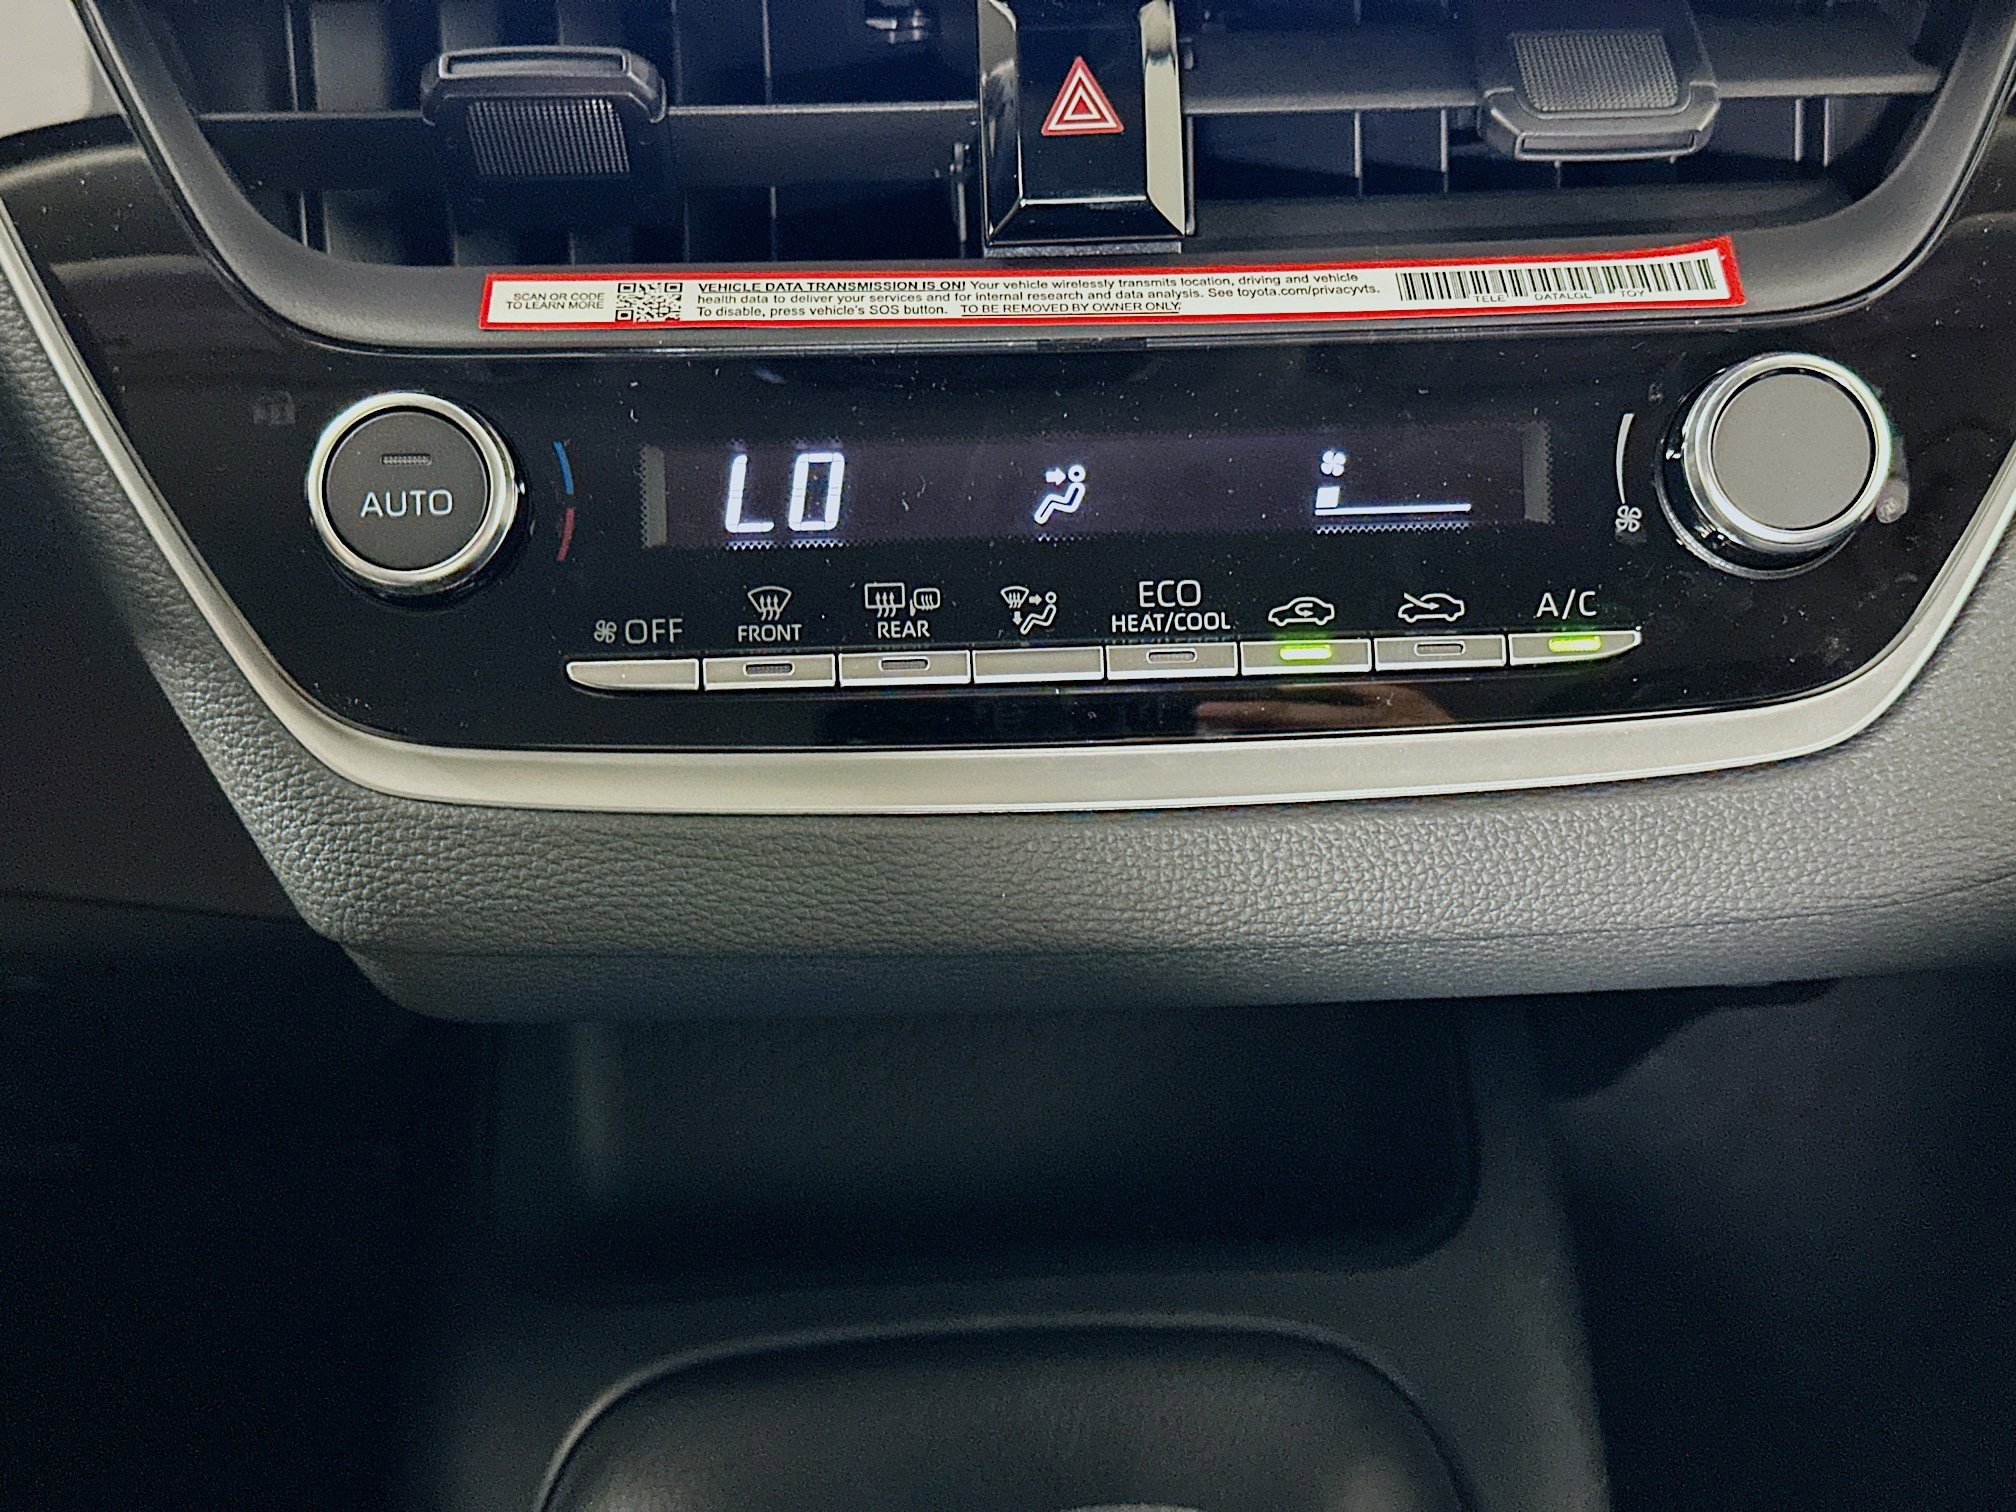 SCAN OR CODE
TO LEARN MORE
VEHICLE DATA TRANSMISSION IS ON! Your vehicle wirelessly transmits location, driving and vehicle
health data to deliver your services and for internal research and data analysis. See toyota.com/privacyvts.
To disable, press vehicle's SOS button. TO BE REMOVED BY OWNER ONLY.
TELE DATALGL TOY
AUTO
LO
OFF
FRONT
REAR
ECO
HEAT/COOL
A/C